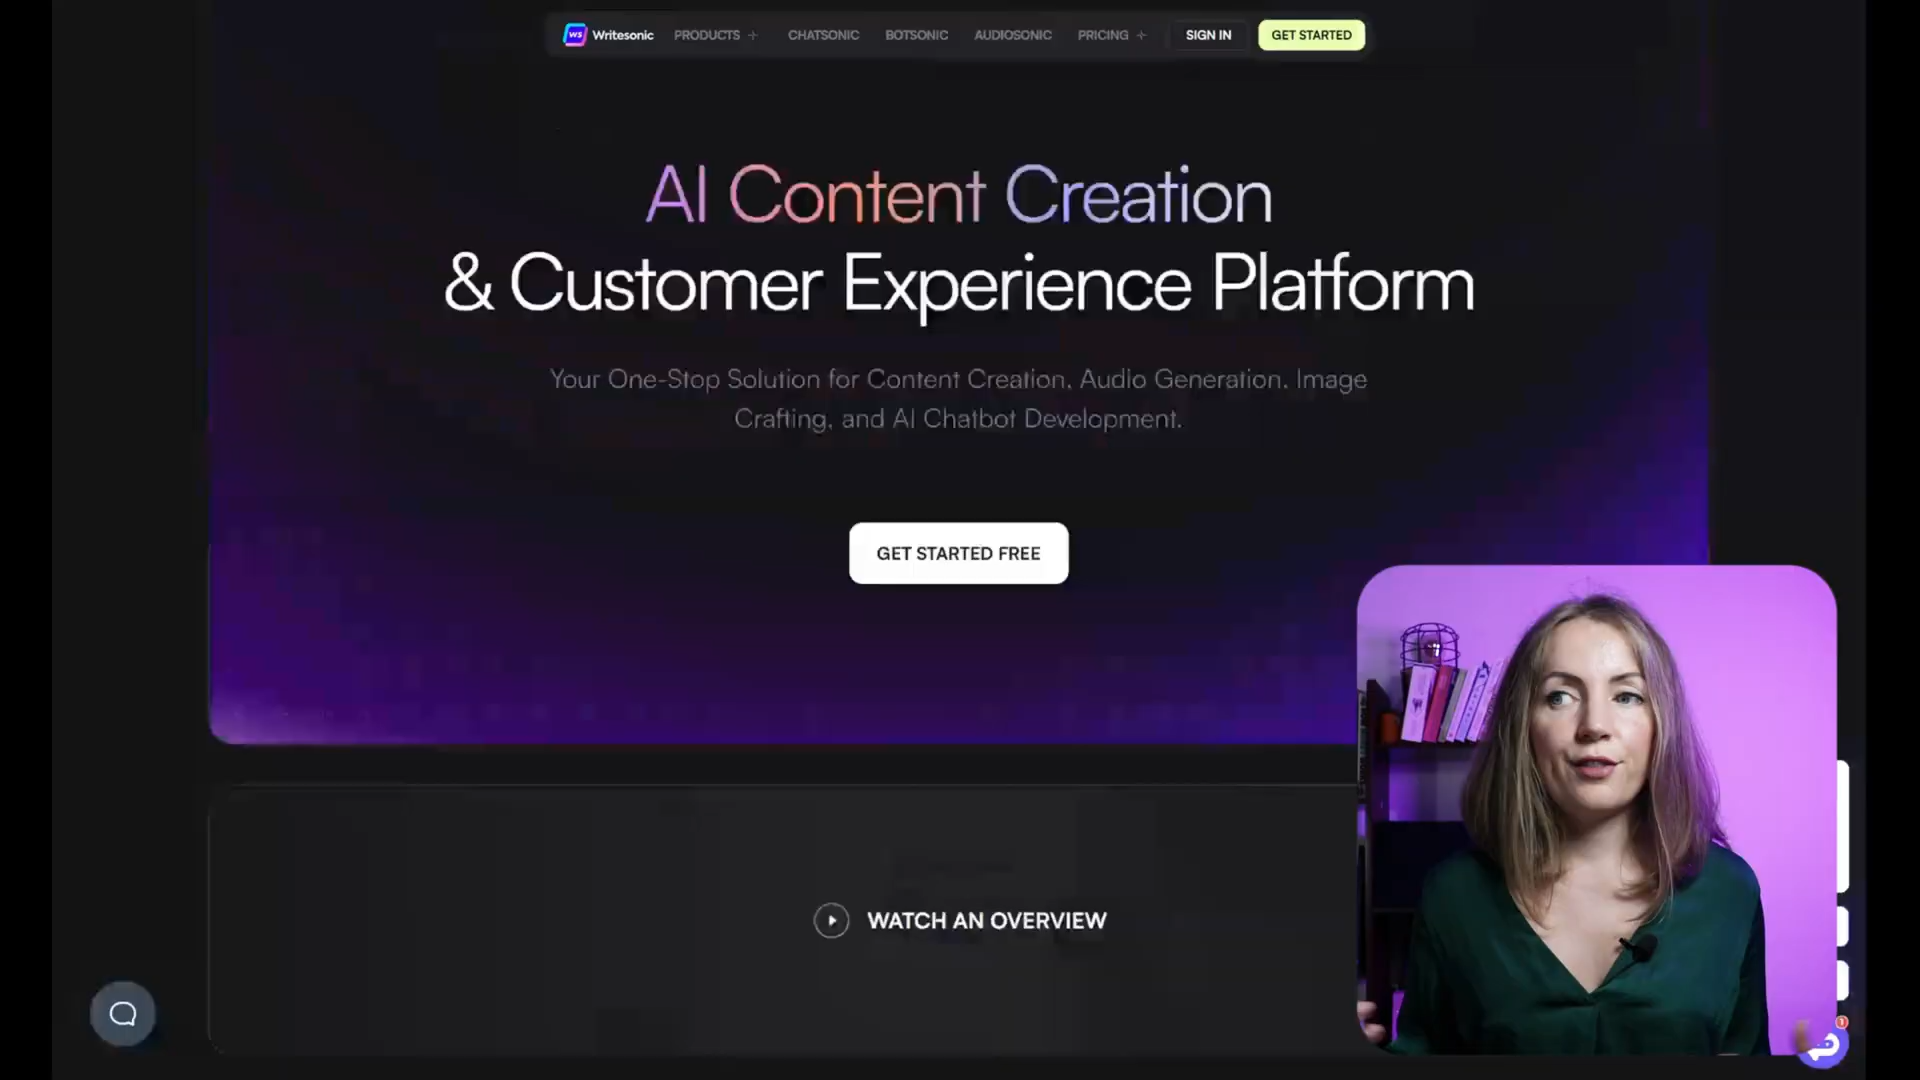 Writesonic PRODUCTS + CHATSONIC BOTSONIC AUDIOSONIC PRICING + SIGN IN GET STARTED
AI Content Creation
& Customer Experience Platform
Your One-Stop Solution for Content Creation, Audio Generation, Image
Crafting, and AI Chatbot Development.
GET STARTED FREE
WATCH AN OVERVIEW
1